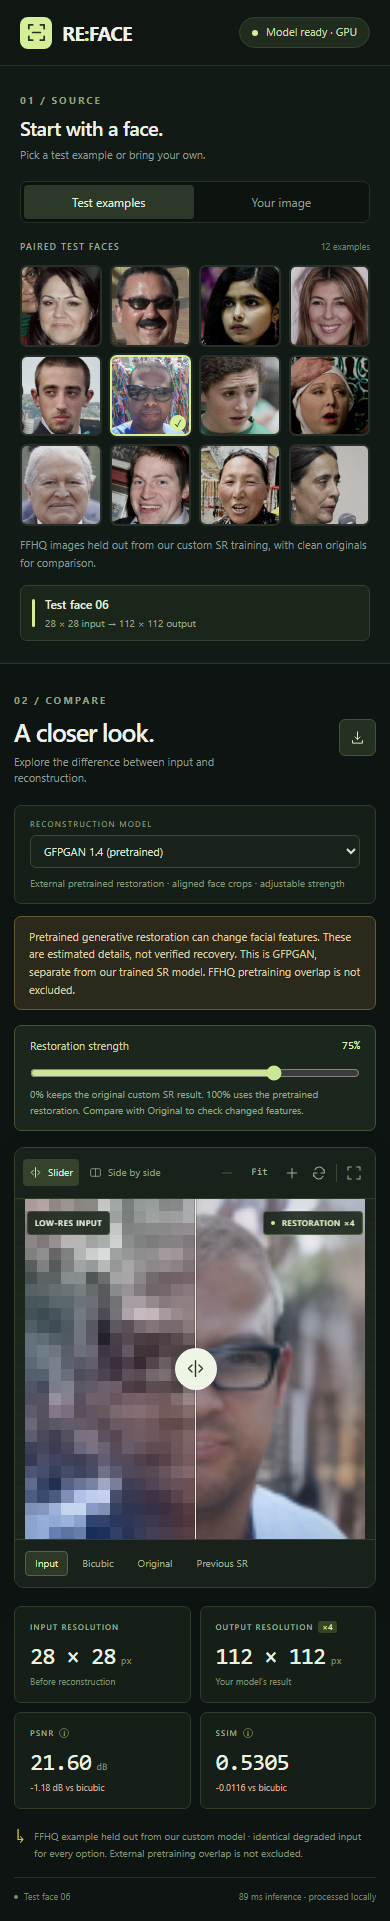 RE:FACE
Model ready · GPU
01 / SOURCE
Start with a face.
Pick a test example or bring your own.
Test examples
Your image
PAIRED TEST FACES
12 examples
FFHQ images held out from our custom SR training, with clean originals
for comparison.
Test face 06
28 × 28 input → 112 × 112 output
02 / COMPARE
A closer look.
Explore the difference between input and
reconstruction.
RECONSTRUCTION MODEL
GFPGAN 1.4 (pretrained)
External pretrained restoration · aligned face crops · adjustable strength
Pretrained generative restoration can change facial features. These
are estimated details, not verified recovery. This is GFPGAN,
separate from our trained SR model. FFHQ pretraining overlap is not
excluded.
Restoration strength
75%
0% keeps the original custom SR result. 100% uses the pretrained
restoration. Compare with Original to check changed features.
Slider
Side by side
Fit
LOW-RES INPUT
RESTORATION ×4
Input
Bicubic
Original
Previous SR
INPUT RESOLUTION
28 × 28 px
Before reconstruction
OUTPUT RESOLUTION ×4
112 × 112 px
Your model's result
PSNR
21.60 dB
-1.18 dB vs bicubic
SSIM
0.5305
-0.0116 vs bicubic
FFHQ example held out from our custom model · identical degraded input
for every option. External pretraining overlap is not excluded.
Test face 06
89 ms inference · processed locally